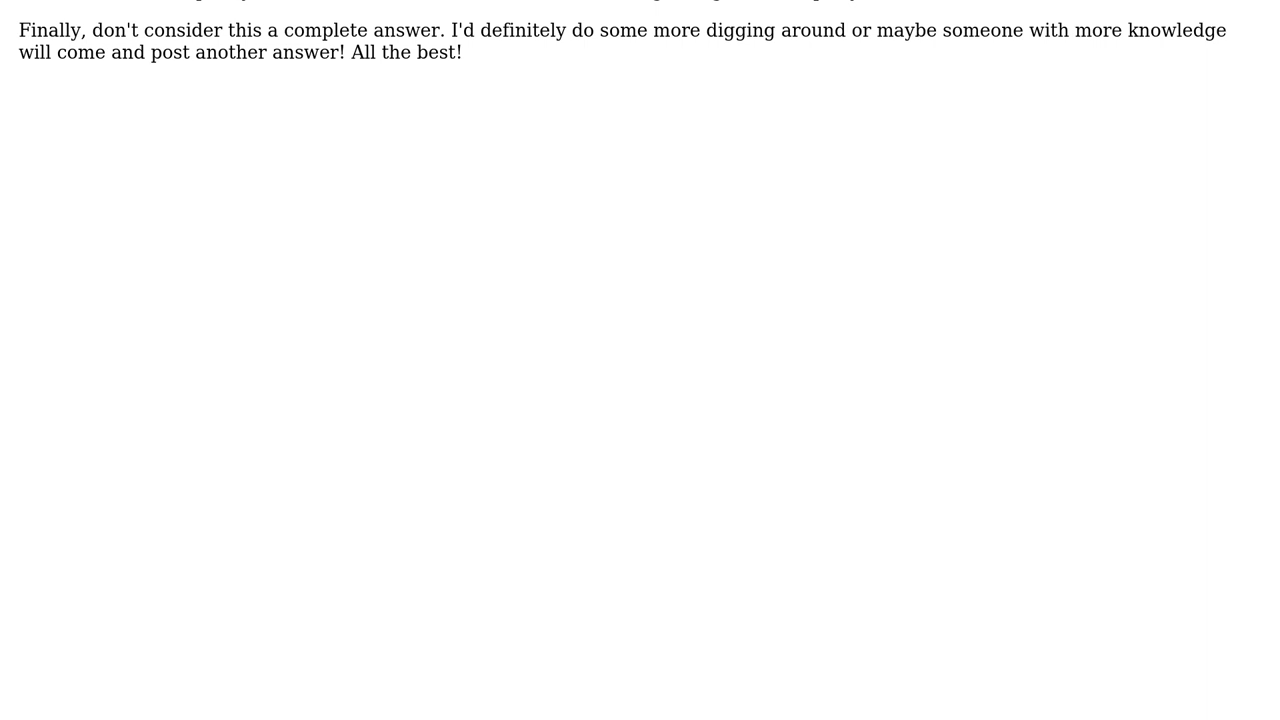 Finally, don't consider this a complete answer. I'd definitely do some more digging around or maybe someone with more knowledge
will come and post another answer! All the best!